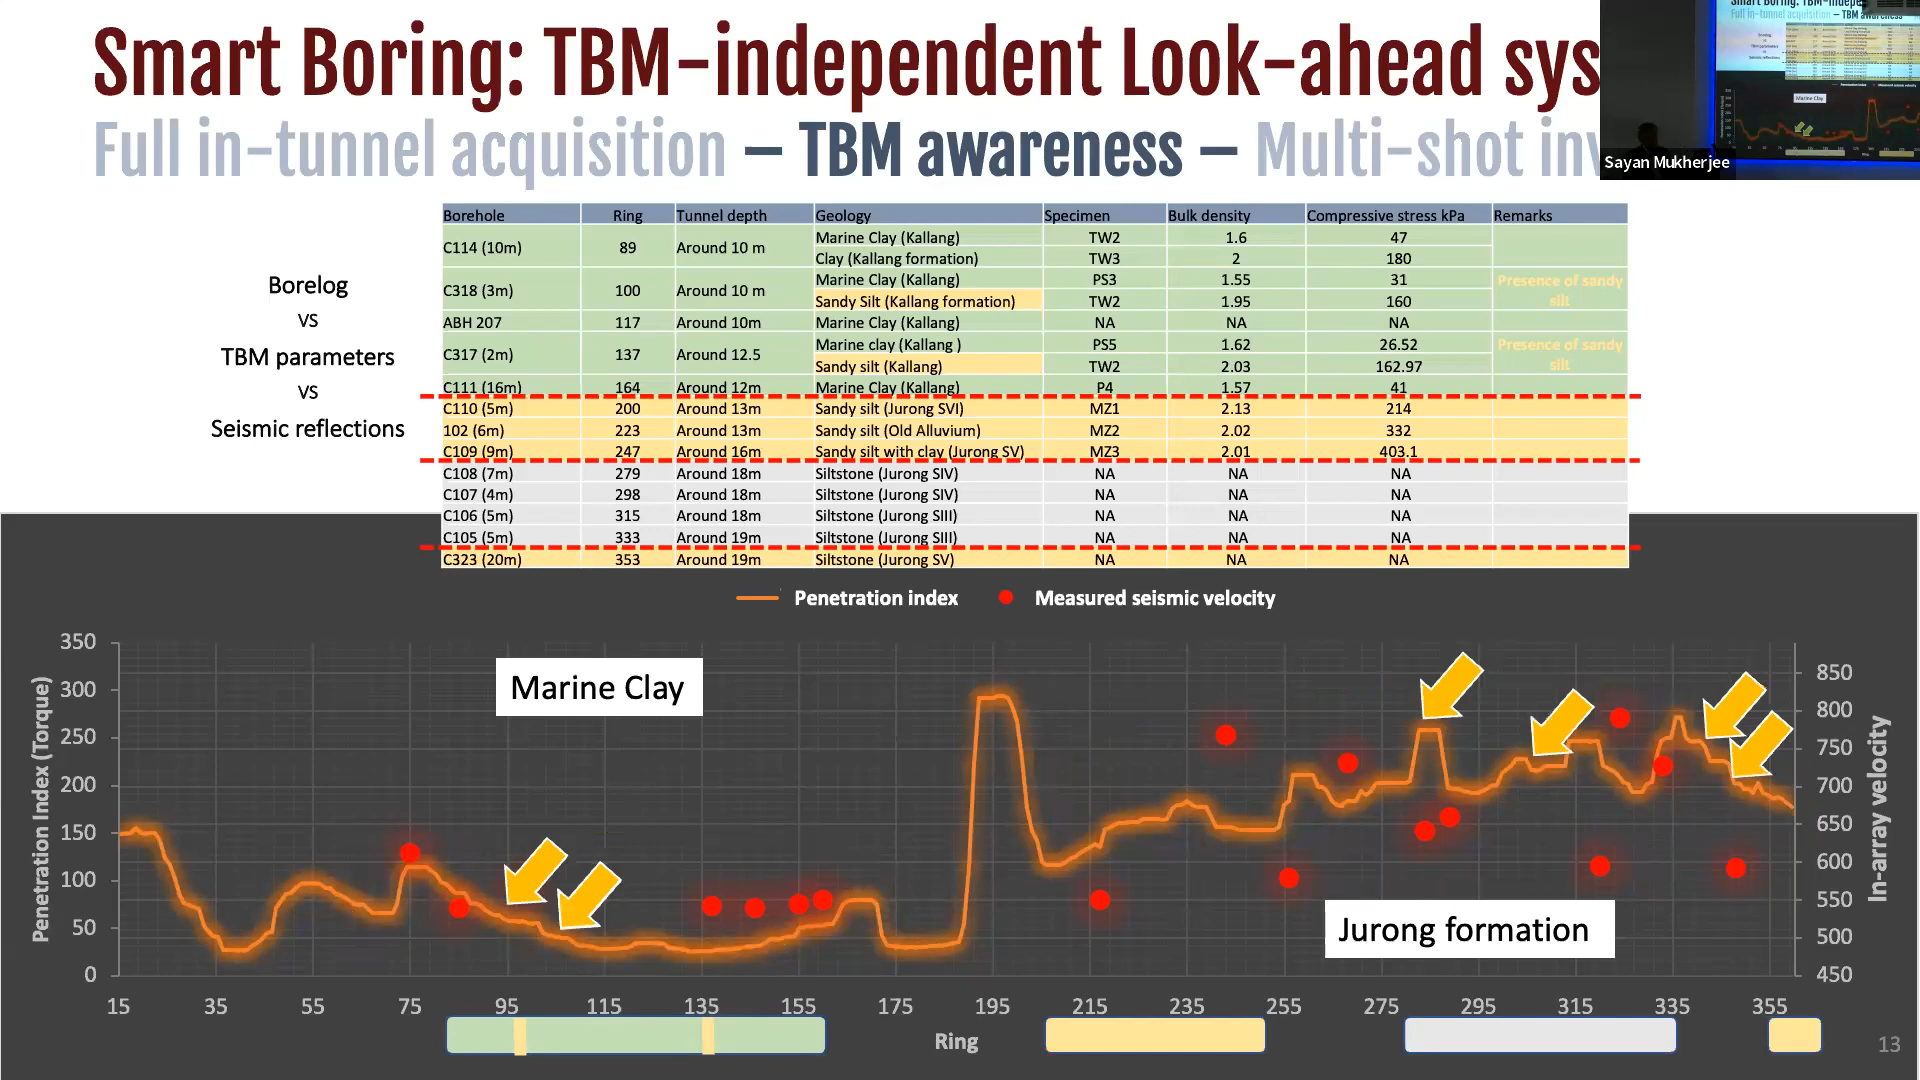 Smart Boring: TBM-independent Look-ahead sys
Full in-tunnel acquisition – TBM awareness – Multi-shot inv
Sayan Mukherjee
Borelog
vs
TBM parameters
vs
Seismic reflections
Borehole Ring Tunnel depth Geology Specimen Bulk density Compressive stress kPa Remarks
C114 (10m) 89 Around 10 m Marine Clay (Kallang) TW2 1.6 47
Clay (Kallang formation) TW3 2 180
C318 (3m) 100 Around 10 m Marine Clay (Kallang) PS3 1.55 31 Presence of sandy silt
Sandy Silt (Kallang formation) TW2 1.95 160
ABH 207 117 Around 10m Marine Clay (Kallang) NA NA NA
C317 (2m) 137 Around 12.5 Marine clay (Kallang ) PS5 1.62 26.52 Presence of sandy silt
Sandy silt (Kallang) TW2 2.03 162.97
C111 (16m) 164 Around 12m Marine Clay (Kallang) P4 1.57 41
C110 (5m) 200 Around 13m Sandy silt (Jurong SVI) MZ1 2.13 214
102 (6m) 223 Around 13m Sandy silt (Old Alluvium) MZ2 2.02 332
C109 (9m) 247 Around 16m Sandy silt with clay (Jurong SV) MZ3 2.01 403.1
C108 (7m) 279 Around 18m Siltstone (Jurong SIV) NA NA NA
C107 (4m) 298 Around 18m Siltstone (Jurong SIV) NA NA NA
C106 (5m) 315 Around 18m Siltstone (Jurong SIII) NA NA NA
C105 (5m) 333 Around 19m Siltstone (Jurong SIII) NA NA NA
C323 (20m) 353 Around 19m Siltstone (Jurong SV) NA NA NA
Penetration index Measured seismic velocity
Penetration Index (Torque)
350
300
250
200
150
100
50
0
Marine Clay
Jurong formation
850
800
750
700
650
600
550
500
450
In-array velocity
15 35 55 75 95 115 135 155 175 195 215 235 255 275 295 315 335 355
Ring
13